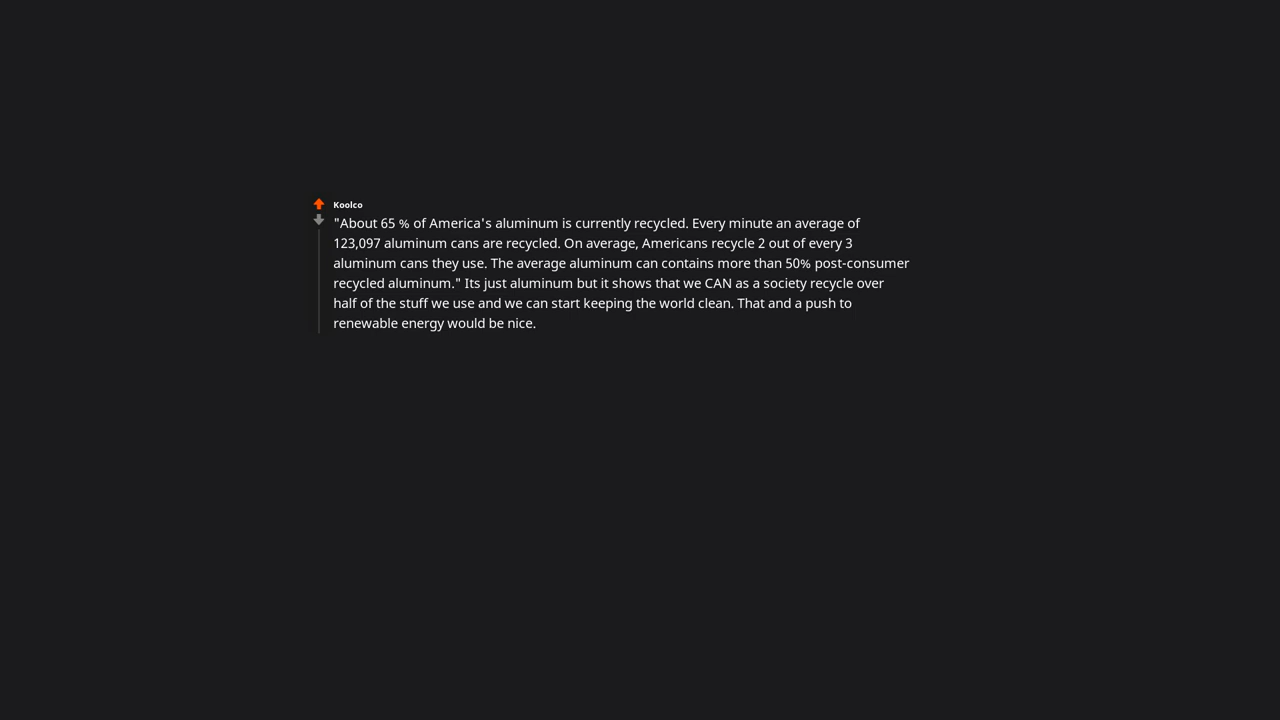 Koolco
"About 65 % of America's aluminum is currently recycled. Every minute an average of
123,097 aluminum cans are recycled. On average, Americans recycle 2 out of every 3
aluminum cans they use. The average aluminum can contains more than 50% post-consumer
recycled aluminum." Its just aluminum but it shows that we CAN as a society recycle over
half of the stuff we use and we can start keeping the world clean. That and a push to
renewable energy would be nice.